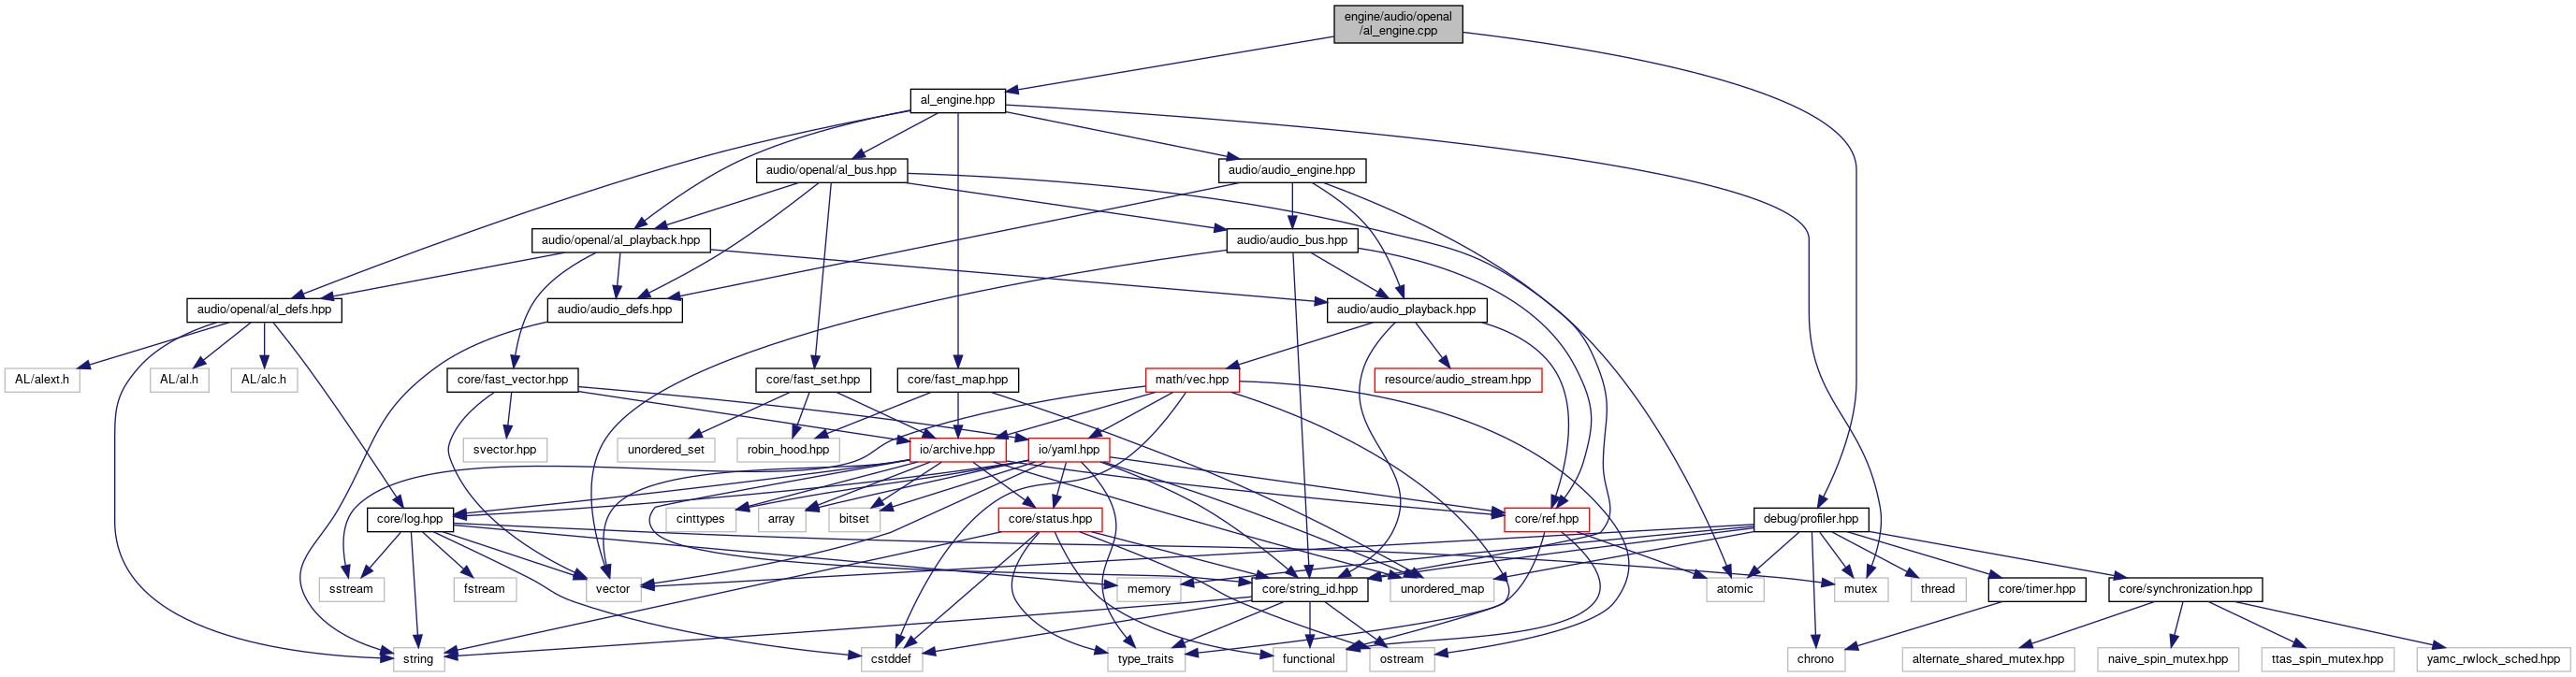 engine/audio/openal
/al_engine.cpp
al_engine.hpp
audio/openal/al_bus.hpp
audio/audio_engine.hpp
audio/openal/al_playback.hpp
audio/audio_bus.hpp
audio/openal/al_defs.hpp
audio/audio_defs.hpp
audio/audio_playback.hpp
AL/alext.h
AL/al.h
AL/alc.h
core/fast_vector.hpp
core/fast_set.hpp
core/fast_map.hpp
math/vec.hpp
resource/audio_stream.hpp
svector.hpp
unordered_set
robin_hood.hpp
io/archive.hpp
io/yaml.hpp
core/log.hpp
cinttypes
array
bitset
core/status.hpp
core/ref.hpp
debug/profiler.hpp
sstream
fstream
vector
memory
core/string_id.hpp
unordered_map
atomic
mutex
thread
core/timer.hpp
core/synchronization.hpp
string
cstddef
type_traits
functional
ostream
chrono
alternate_shared_mutex.hpp
naive_spin_mutex.hpp
ttas_spin_mutex.hpp
yamc_rwlock_sched.hpp